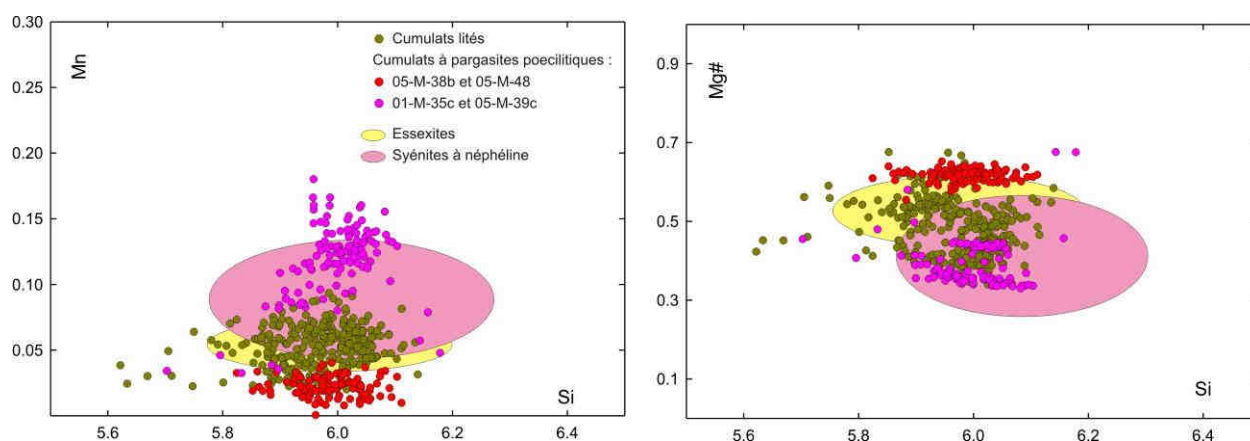 0.30
Mn
0.25
0.20
0.15
0.10
0.05
0.00
Cumulats lités
Cumulats à pargasites poecilitiques :
05-M-38b et 05-M-48
01-M-35c et 05-M-39c
Essexites
Syénites à néphéline
Si
5.6
5.8
6.0
6.2
6.4
Mg#
0.9
0.7
0.5
0.3
0.1
Si
5.6
5.8
6.0
6.2
6.4